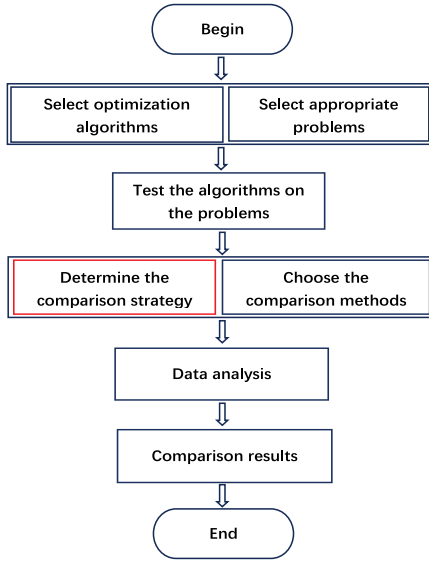 Begin
Select optimization
algorithms
Select appropriate
problems
Test the algorithms on
the problems
Determine the
comparison strategy
Choose the
comparison methods
Data analysis
Comparison results
End